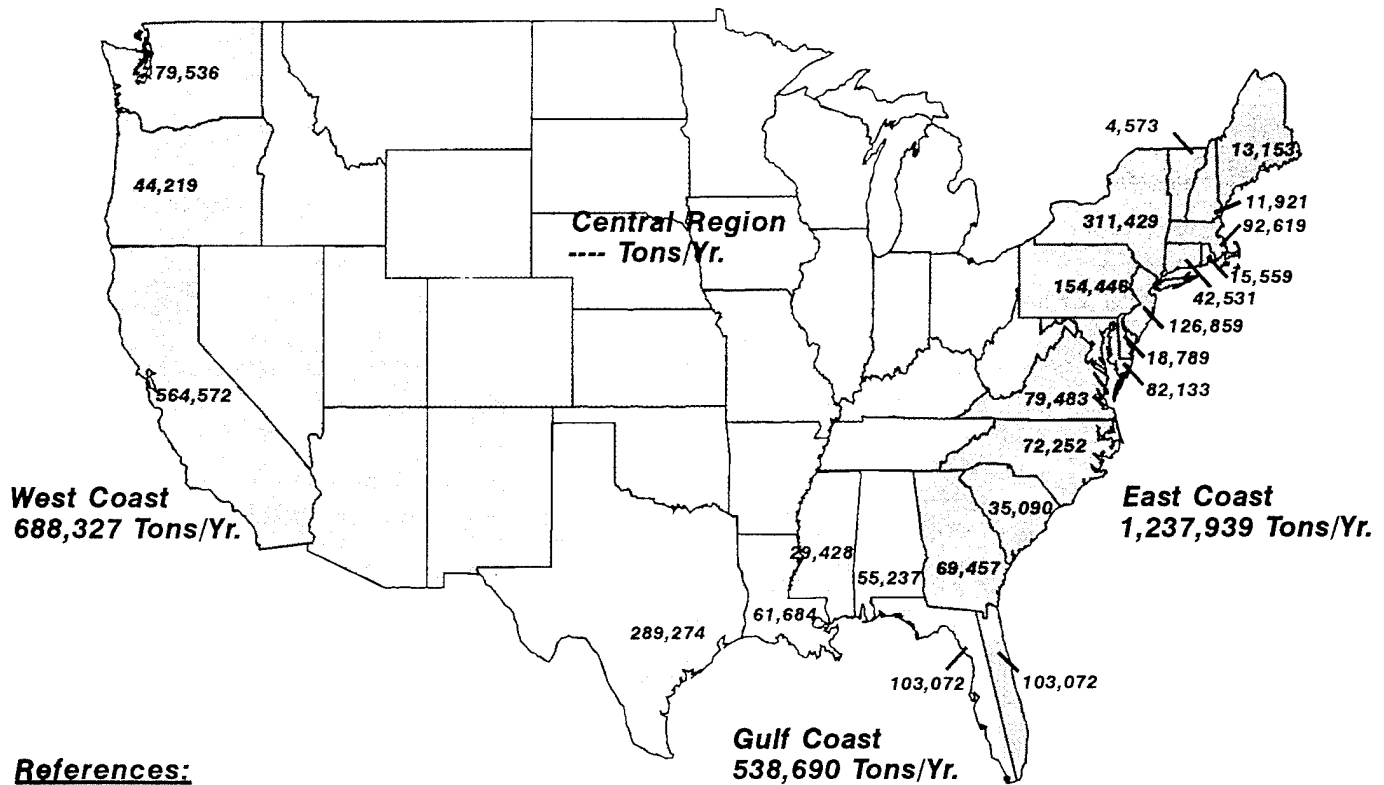 79,536
4,573
13,153
44,219
11,921
311,429
92,619
Central Region
---- Tons/Yr.
15,559
154,446
42,531
126,859
18,789
82,133
564,572
79,483
72,252
West Coast
688,327 Tons/Yr.
East Coast
1,237,939 Tons/Yr.
35,090
29,428
55,237
69,457
61,684
289,274
103,072
103,072
Gulf Coast
538,690 Tons/Yr.
References: